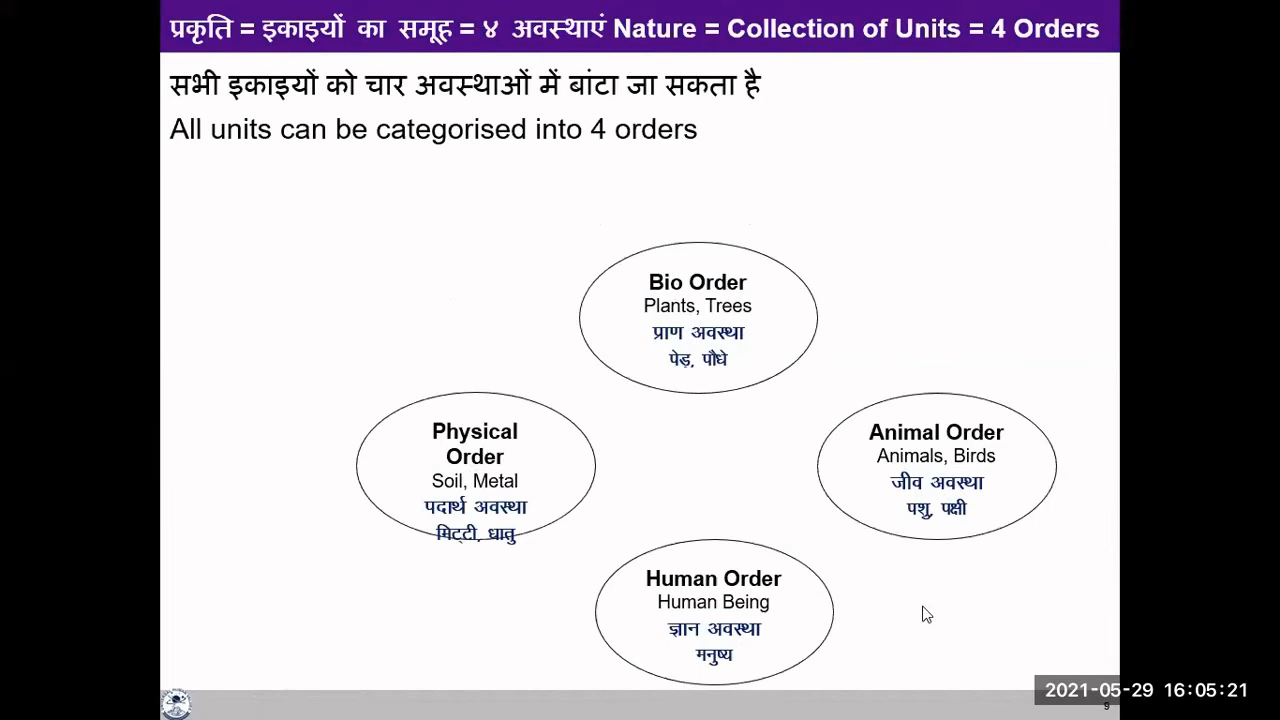 प्रकृति = इकाइयों का समूह = ४ अवस्थाएं Nature = Collection of Units = 4 Orders
सभी इकाइयों को चार अवस्थाओं में बांटा जा सकता है
All units can be categorised into 4 orders
Bio Order
Plants, Trees
प्राण अवस्था
पेड़, पौधे
Physical
Order
Soil, Metal
पदार्थ अवस्था
मिट्टी, धातु
Animal Order
Animals, Birds
जीव अवस्था
पशु, पक्षी
Human Order
Human Being
ज्ञान अवस्था
मनुष्य
2021-05-29 16:05:21
9